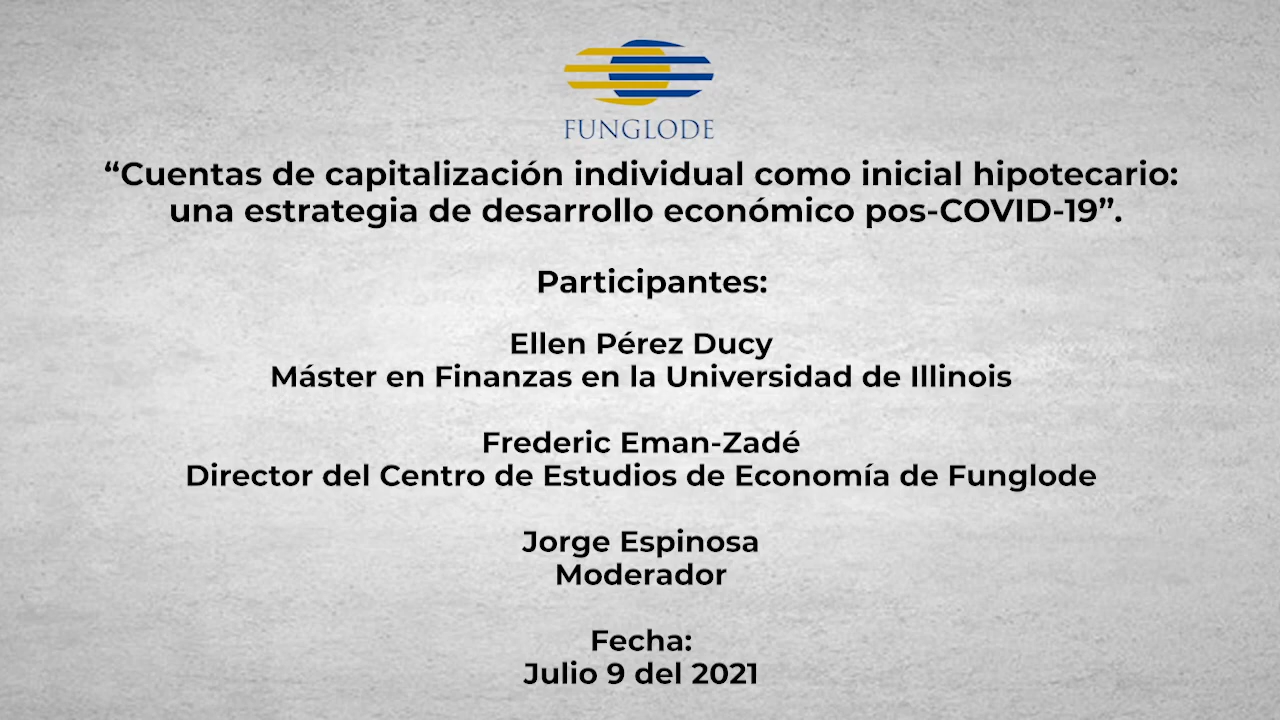 FUNGLODE
“Cuentas de capitalización individual como inicial hipotecario:
una estrategia de desarrollo económico pos-COVID-19”.
Participantes:
Ellen Pérez Ducy
Máster en Finanzas en la Universidad de Illinois
Frederic Eman-Zadé
Director del Centro de Estudios de Economía de Funglode
Jorge Espinosa
Moderador
Fecha:
Julio 9 del 2021